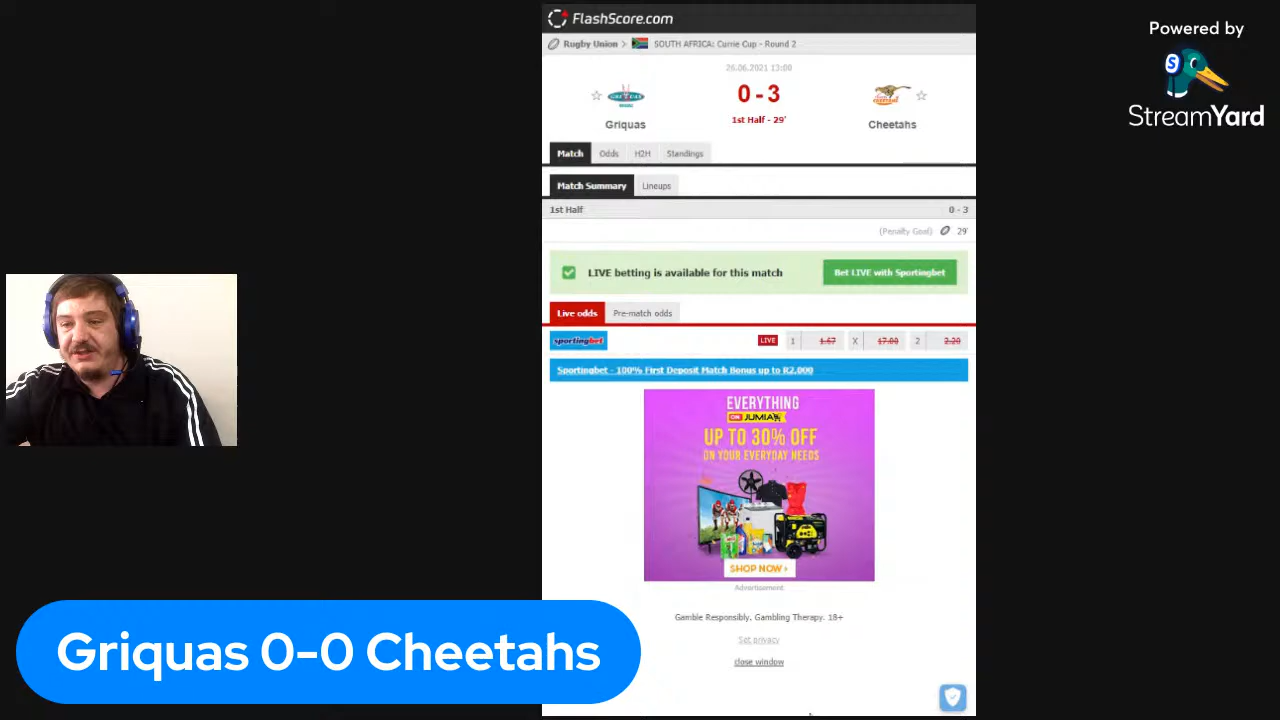 FlashScore.com
Powered by
StreamYard
Rugby Union > SOUTH AFRICA: Currie Cup - Round 2
26.06.2021 13:00
0 - 3
1st Half - 29'
Griquas
Cheetahs
Match Odds H2H Standings
Match Summary Lineups
1st Half 0 - 3
(Penalty Goal) 29'
LIVE betting is available for this match
Bet LIVE with Sportingbet
Live odds Pre-match odds
sportingbet LIVE 1 1.67 X 17.00 2 2.20
Sportingbet - 100% First Deposit Match Bonus up to R2,000
EVERYTHING
ON JUMIA
UP TO 30% OFF
ON YOUR EVERYDAY NEEDS
SHOP NOW ›
Advertisement
Gamble Responsibly. Gambling Therapy. 18+
Set privacy
close window
Griquas 0-0 Cheetahs